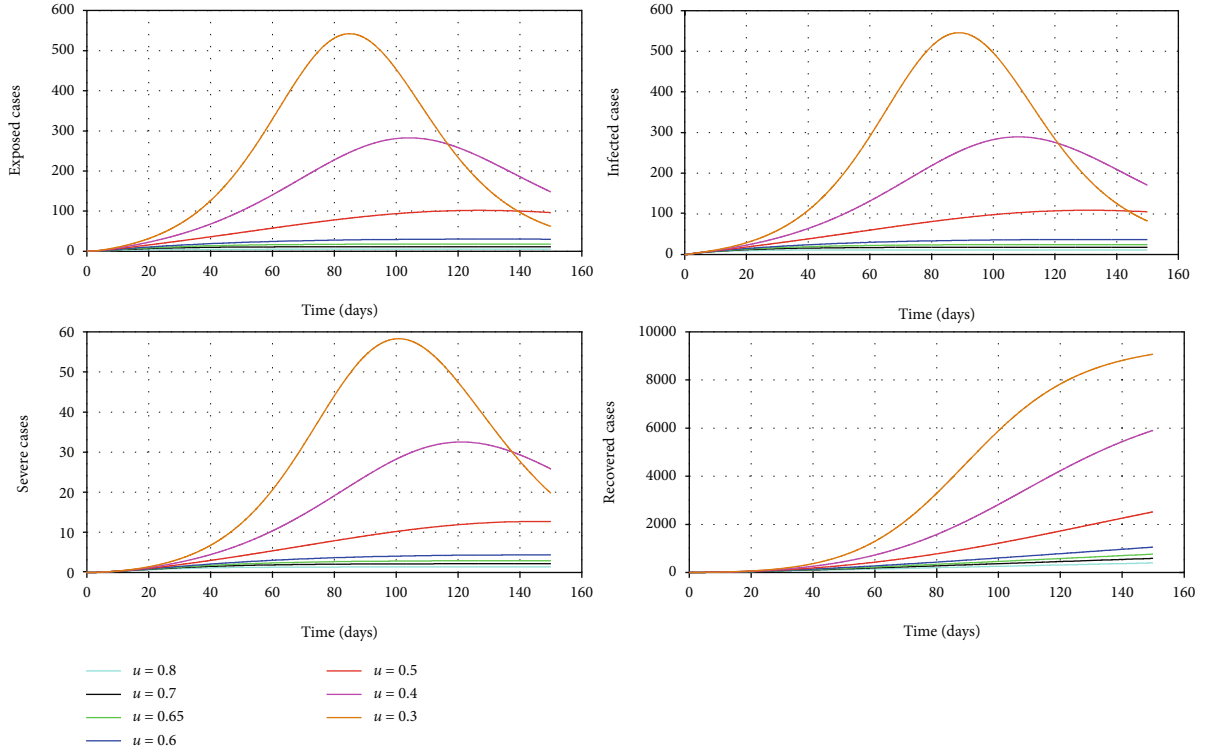 600
500
400
300
200
100
0
0 20 40 60 80 100 120 140 160
Exposed cases
Time (days)
600
500
400
300
200
100
0
0 20 40 60 80 100 120 140 160
Infected cases
Time (days)
60
50
40
30
20
10
0
0 20 40 60 80 100 120 140 160
Severe cases
Time (days)
10000
8000
6000
4000
2000
0
0 20 40 60 80 100 120 140 160
Recovered cases
Time (days)
u = 0.8
u = 0.7
u = 0.65
u = 0.6
u = 0.5
u = 0.4
u = 0.3